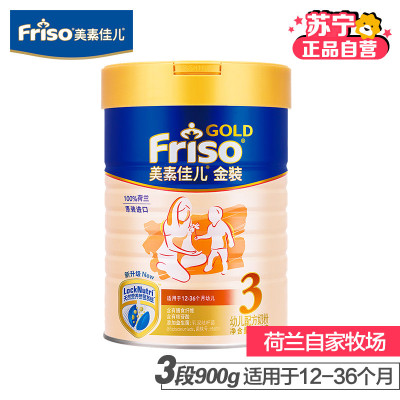 Friso® 美素佳儿®
苏宁
正品自营
GOLD
Friso®
美素佳儿® 金装
100%荷兰
原装进口
新升级 New
LockNutri
适用于12-36个月幼儿
3
幼儿配方奶粉
荷兰自家牧场
3段900g 适用于12-36个月